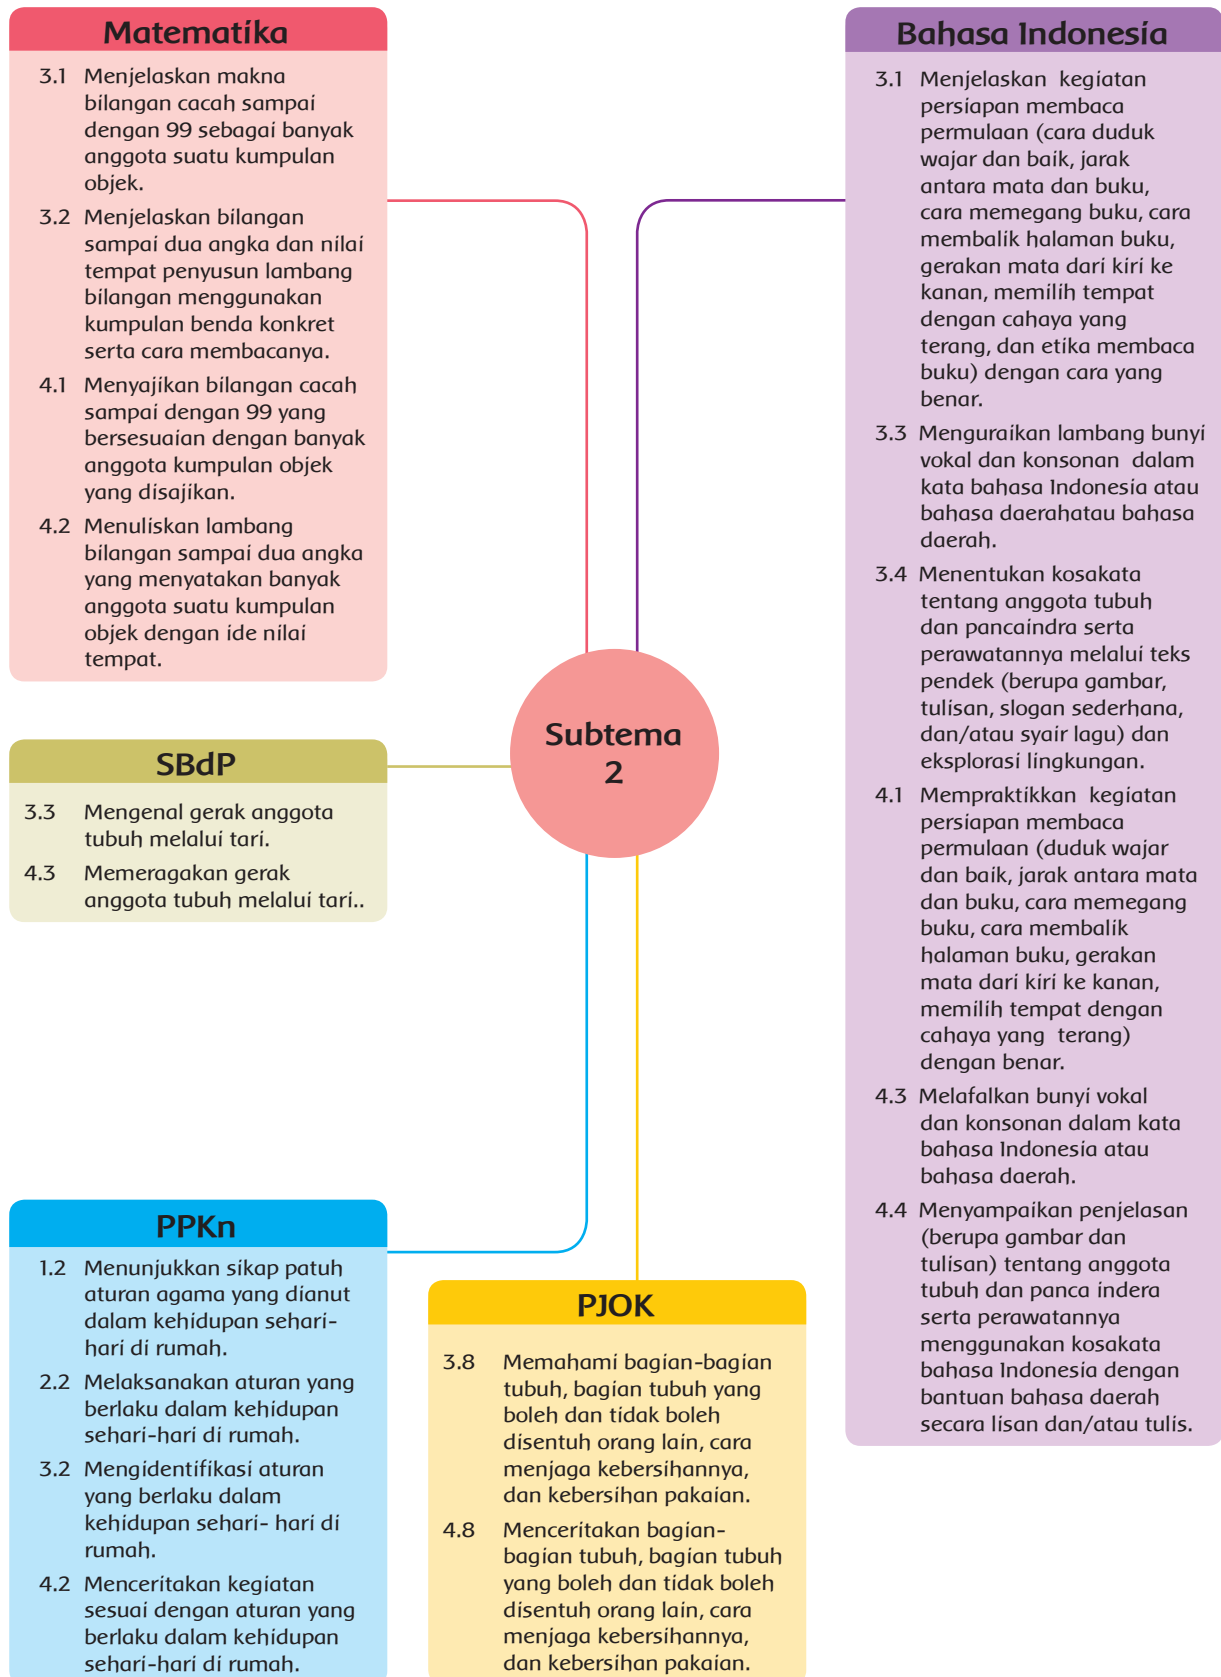 Matematika
3.1 Menjelaskan makna
bilangan cacah sampai
dengan 99 sebagai banyak
anggota suatu kumpulan
objek.
3.2 Menjelaskan bilangan
sampai dua angka dan nilai
tempat penyusun lambang
bilangan menggunakan
kumpulan benda konkret
serta cara membacanya.
4.1 Menyajikan bilangan cacah
sampai dengan 99 yang
bersesuaian dengan banyak
anggota kumpulan objek
yang disajikan.
4.2 Menuliskan lambang
bilangan sampai dua angka
yang menyatakan banyak
anggota suatu kumpulan
objek dengan ide nilai
tempat.
Bahasa Indonesia
3.1 Menjelaskan kegiatan
persiapan membaca
permulaan (cara duduk
wajar dan baik, jarak
antara mata dan buku,
cara memegang buku, cara
membalik halaman buku,
gerakan mata dari kiri ke
kanan, memilih tempat
dengan cahaya yang
terang, dan etika membaca
buku) dengan cara yang
benar.
3.3 Menguraikan lambang bunyi
vokal dan konsonan dalam
kata bahasa Indonesia atau
bahasa daerahatau bahasa
daerah.
3.4 Menentukan kosakata
tentang anggota tubuh
dan pancaindra serta
perawatannya melalui teks
pendek (berupa gambar,
tulisan, slogan sederhana,
dan/atau syair lagu) dan
eksplorasi lingkungan.
4.1 Mempraktikkan kegiatan
persiapan membaca
permulaan (duduk wajar
dan baik, jarak antara mata
dan buku, cara memegang
buku, cara membalik
halaman buku, gerakan
mata dari kiri ke kanan,
memilih tempat dengan
cahaya yang terang)
dengan benar.
4.3 Melafalkan bunyi vokal
dan konsonan dalam kata
bahasa Indonesia atau
bahasa daerah.
4.4 Menyampaikan penjelasan
(berupa gambar dan
tulisan) tentang anggota
tubuh dan panca indera
serta perawatannya
menggunakan kosakata
bahasa Indonesia dengan
bantuan bahasa daerah
secara lisan dan/atau tulis.
Subtema
2
SBdP
3.3 Mengenal gerak anggota
tubuh melalui tari.
4.3 Memeragakan gerak
anggota tubuh melalui tari..
PPKn
1.2 Menunjukkan sikap patuh
aturan agama yang dianut
dalam kehidupan sehari-
hari di rumah.
2.2 Melaksanakan aturan yang
berlaku dalam kehidupan
sehari-hari di rumah.
3.2 Mengidentifikasi aturan
yang berlaku dalam
kehidupan sehari- hari di
rumah.
4.2 Menceritakan kegiatan
sesuai dengan aturan yang
berlaku dalam kehidupan
sehari-hari di rumah.
PJOK
3.8 Memahami bagian-bagian
tubuh, bagian tubuh yang
boleh dan tidak boleh
disentuh orang lain, cara
menjaga kebersihannya,
dan kebersihan pakaian.
4.8 Menceritakan bagian-
bagian tubuh, bagian tubuh
yang boleh dan tidak boleh
disentuh orang lain, cara
menjaga kebersihannya,
dan kebersihan pakaian.